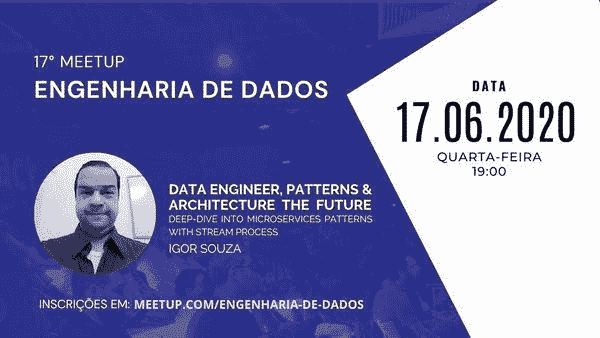 17° MEETUP
ENGENHARIA DE DADOS
DATA
17.06.2020
QUARTA-FEIRA
19:00
DATA ENGINEER, PATTERNS &
ARCHITECTURE THE FUTURE
DEEP-DIVE INTO MICROSERVICES PATTERNS
WITH STREAM PROCESS
IGOR SOUZA
INSCRIÇÕES EM: MEETUP.COM/ENGENHARIA-DE-DADOS